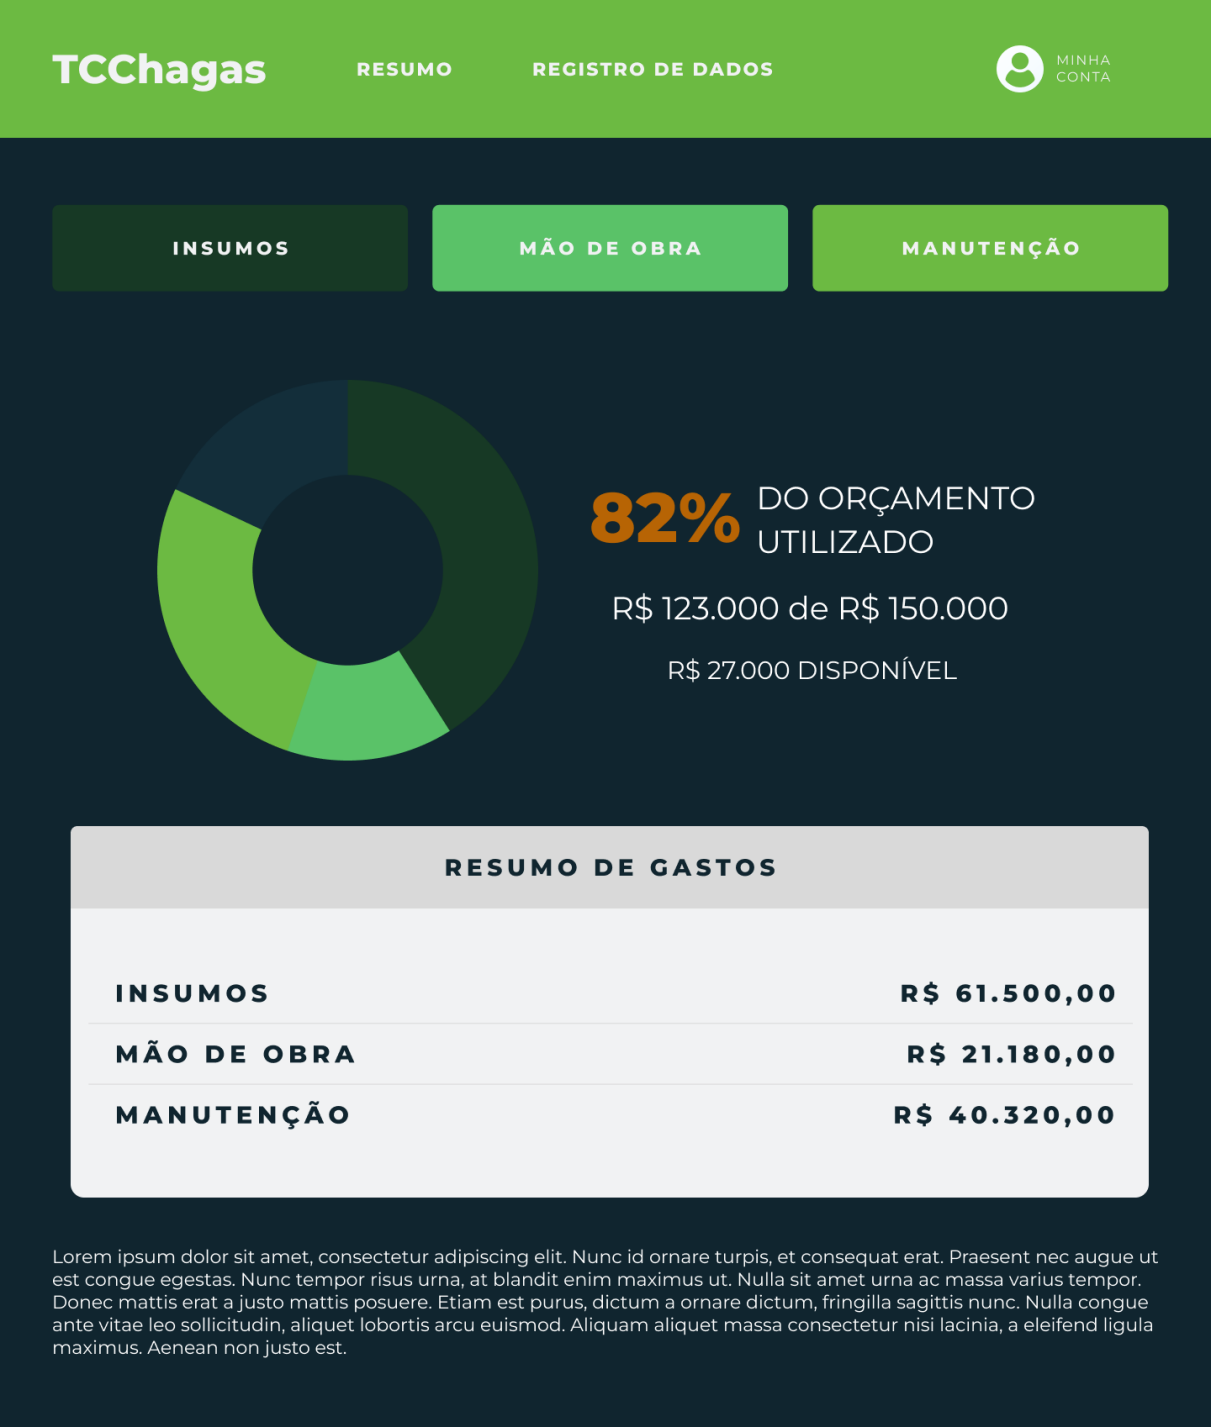 TCChagas
RESUMO
REGISTRO DE DADOS
MINHA
CONTA
INSUMOS
MÃO DE OBRA
MANUTENÇÃO
82%
DO ORÇAMENTO
UTILIZADO
R$ 123.000 de R$ 150.000
R$ 27.000 DISPONÍVEL
RESUMO DE GASTOS
INSUMOS R$ 61.500,00
MÃO DE OBRA R$ 21.180,00
MANUTENÇÃO R$ 40.320,00
Lorem ipsum dolor sit amet, consectetur adipiscing elit. Nunc id ornare turpis, et consequat erat. Praesent nec augue ut
est congue egestas. Nunc tempor risus urna, at blandit enim maximus ut. Nulla sit amet urna ac massa varius tempor.
Donec mattis erat a justo mattis posuere. Etiam est purus, dictum a ornare dictum, fringilla sagittis nunc. Nulla congue
ante vitae leo sollicitudin, aliquet lobortis arcu euismod. Aliquam aliquet massa consectetur nisi lacinia, a eleifend ligula
maximus. Aenean non justo est.